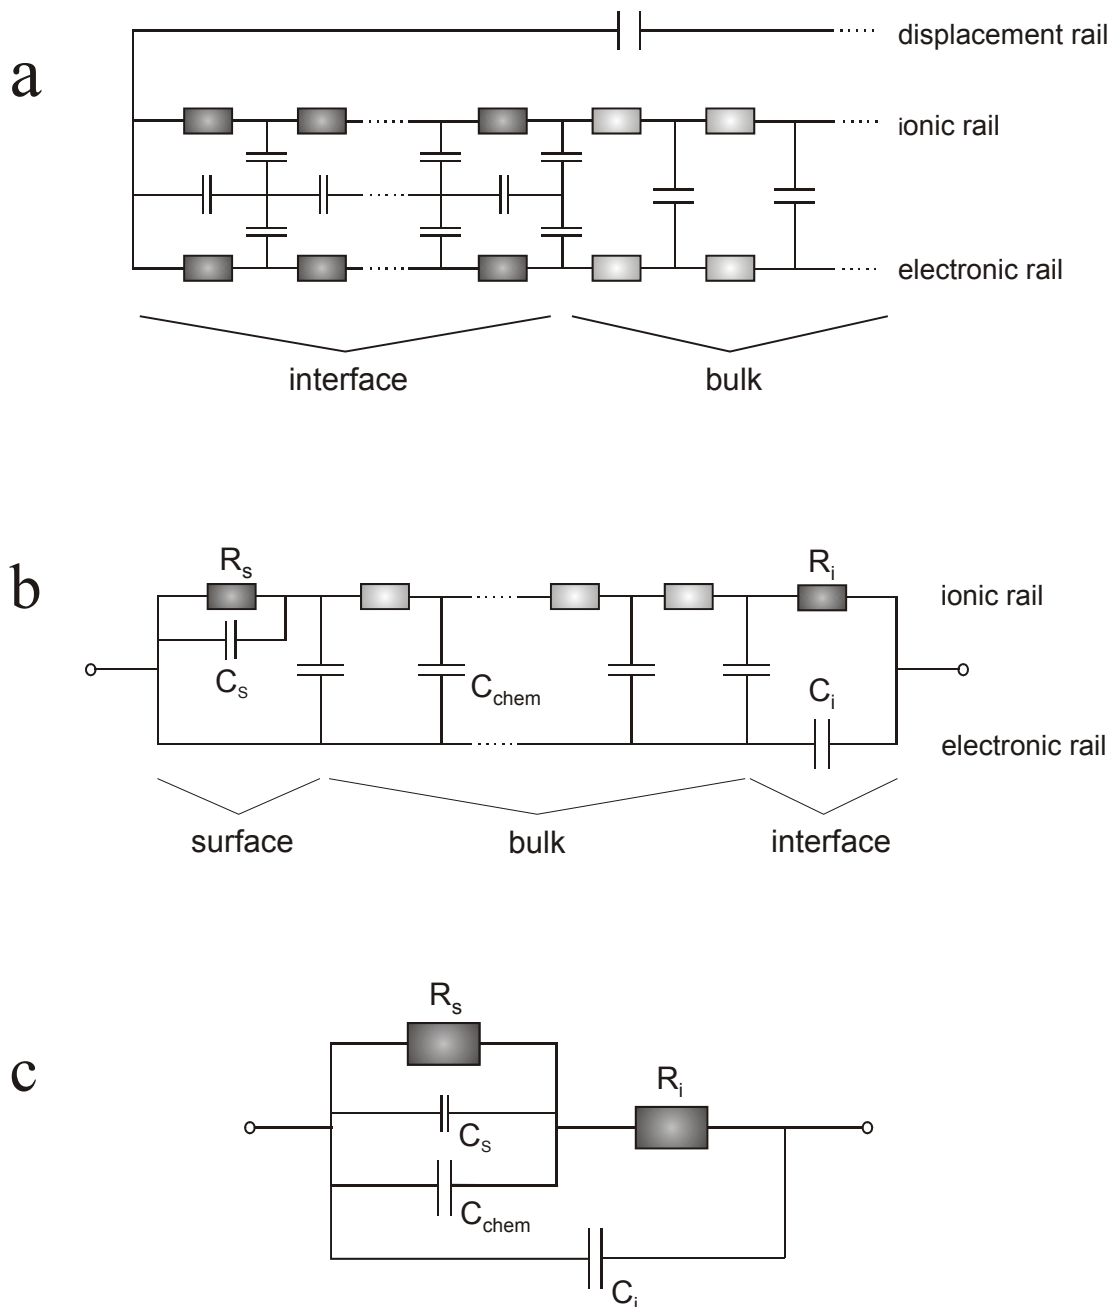 a
displacement rail
ionic rail
electronic rail
interface
bulk
b
Rs
Ri
ionic rail
Cs
Cchem
Ci
electronic rail
surface
bulk
interface
c
Rs
Ri
Cs
Cchem
Ci